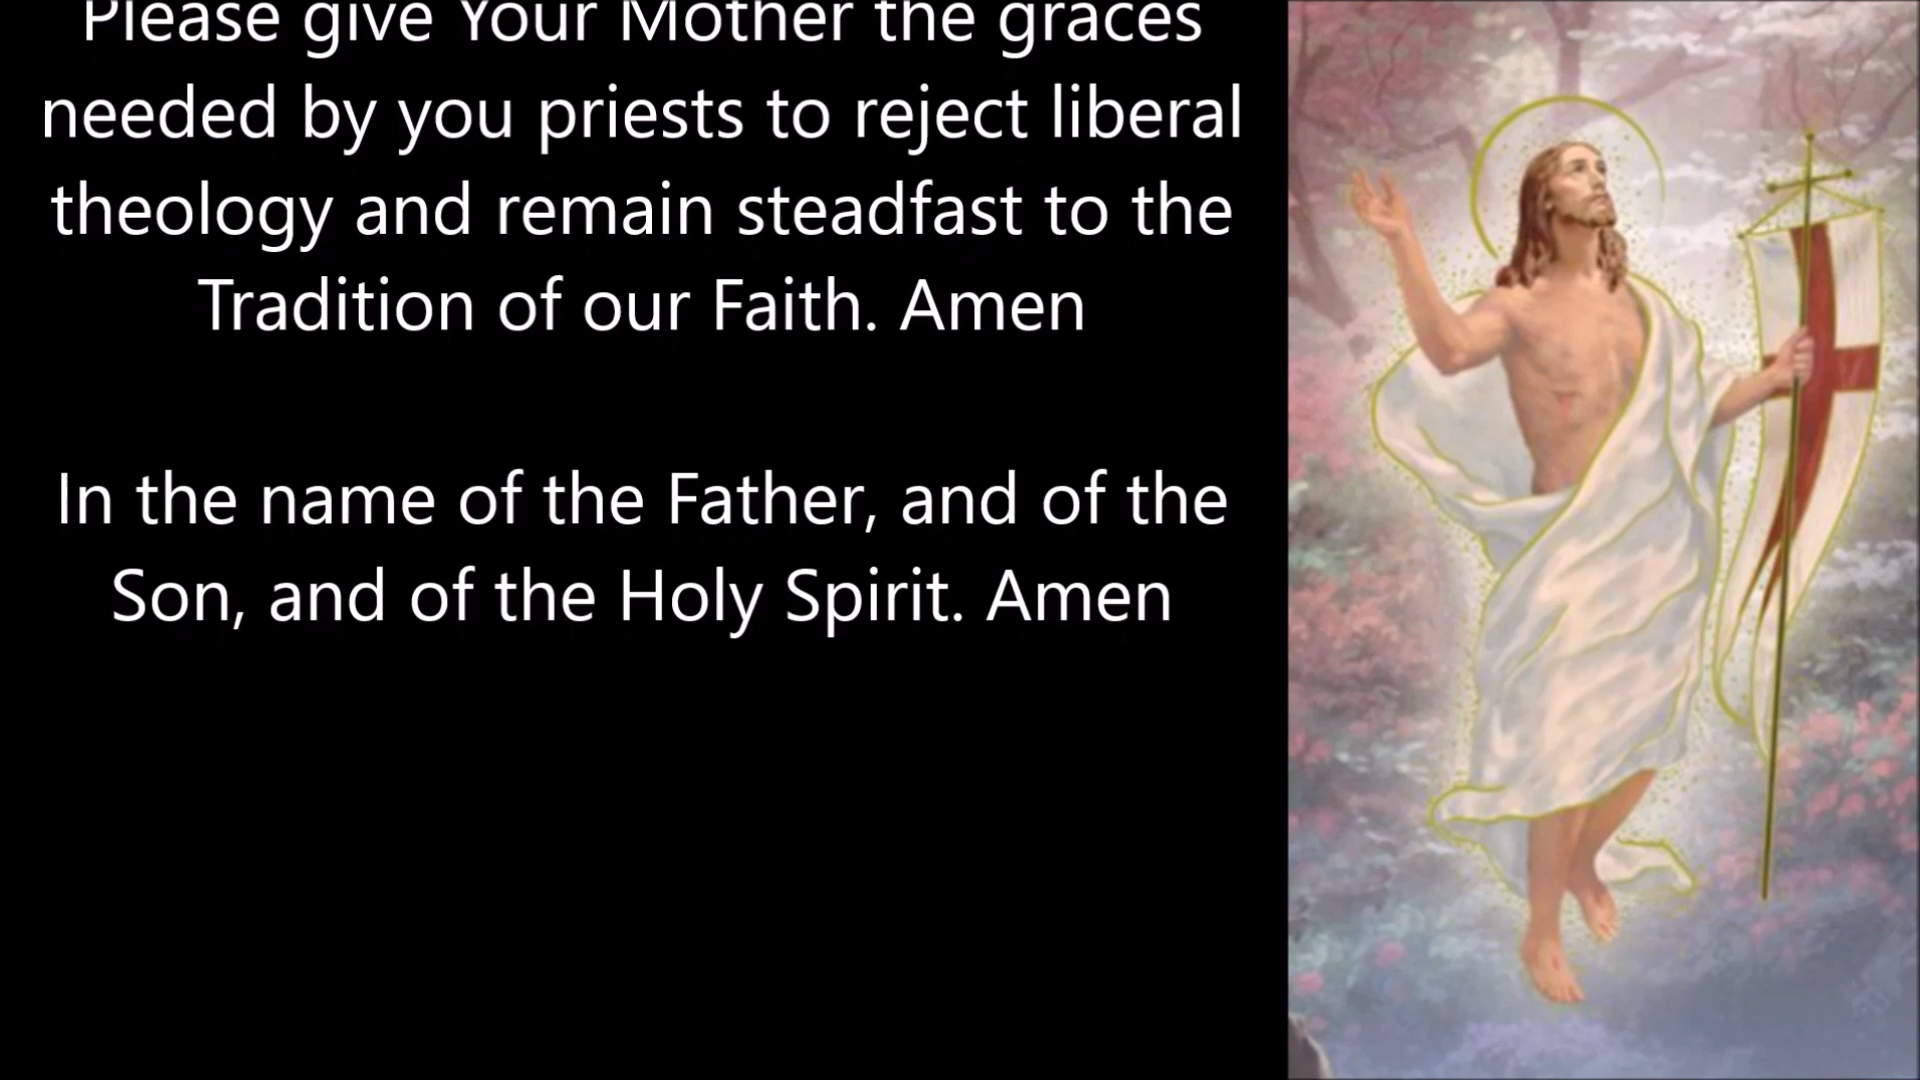 Please give Your Mother the graces
needed by you priests to reject liberal
theology and remain steadfast to the
Tradition of our Faith. Amen
In the name of the Father, and of the
Son, and of the Holy Spirit. Amen